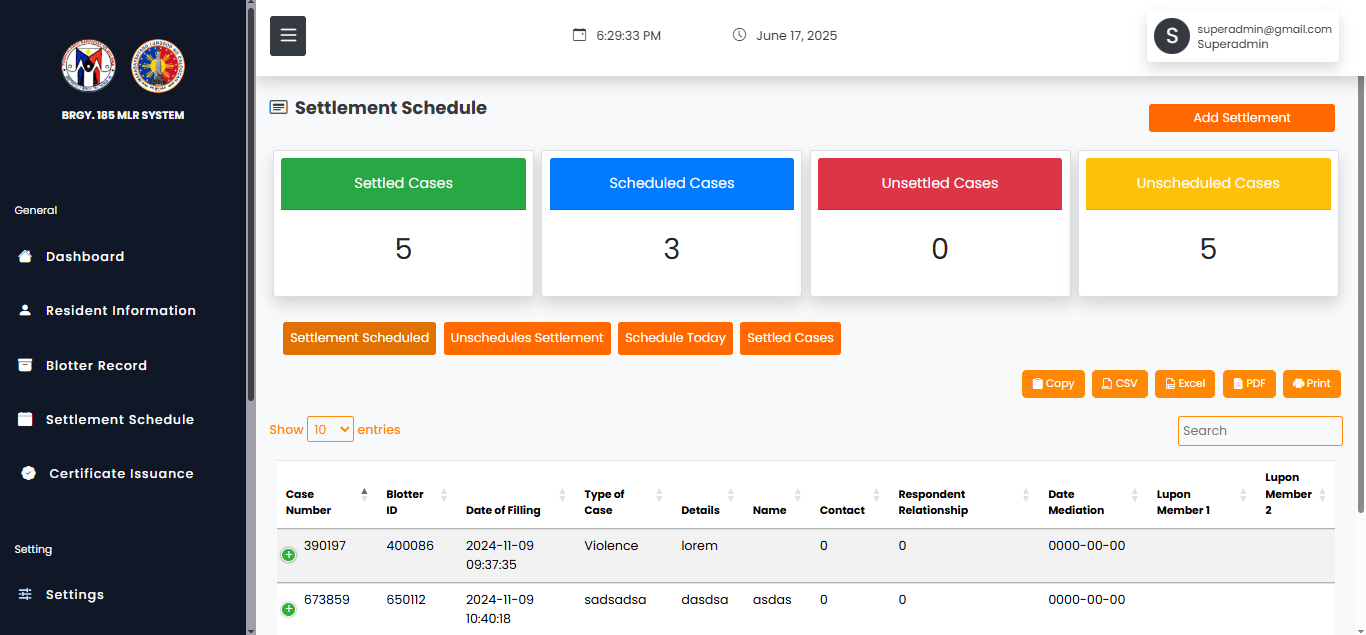 BRGY. 185 MLR SYSTEM
General
Dashboard
Resident Information
Blotter Record
Settlement Schedule
Certificate Issuance
Setting
Settings
6:29:33 PM
June 17, 2025
S
superadmin@gmail.com
Superadmin
Settlement Schedule
Add Settlement
Settled Cases
5
Scheduled Cases
3
Unsettled Cases
0
Unscheduled Cases
5
Settlement Scheduled
Unschedules Settlement
Schedule Today
Settled Cases
Copy
CSV
Excel
PDF
Print
Show 10 entries
Search
Case Number
Blotter ID
Date of Filling
Type of Case
Details
Name
Contact
Respondent Relationship
Date Mediation
Lupon Member 1
Lupon Member 2
390197 400086 2024-11-09 09:37:35 Violence lorem 0 0 0000-00-00
673859 650112 2024-11-09 10:40:18 sadsadsa dasdsa asdas 0 0 0000-00-00